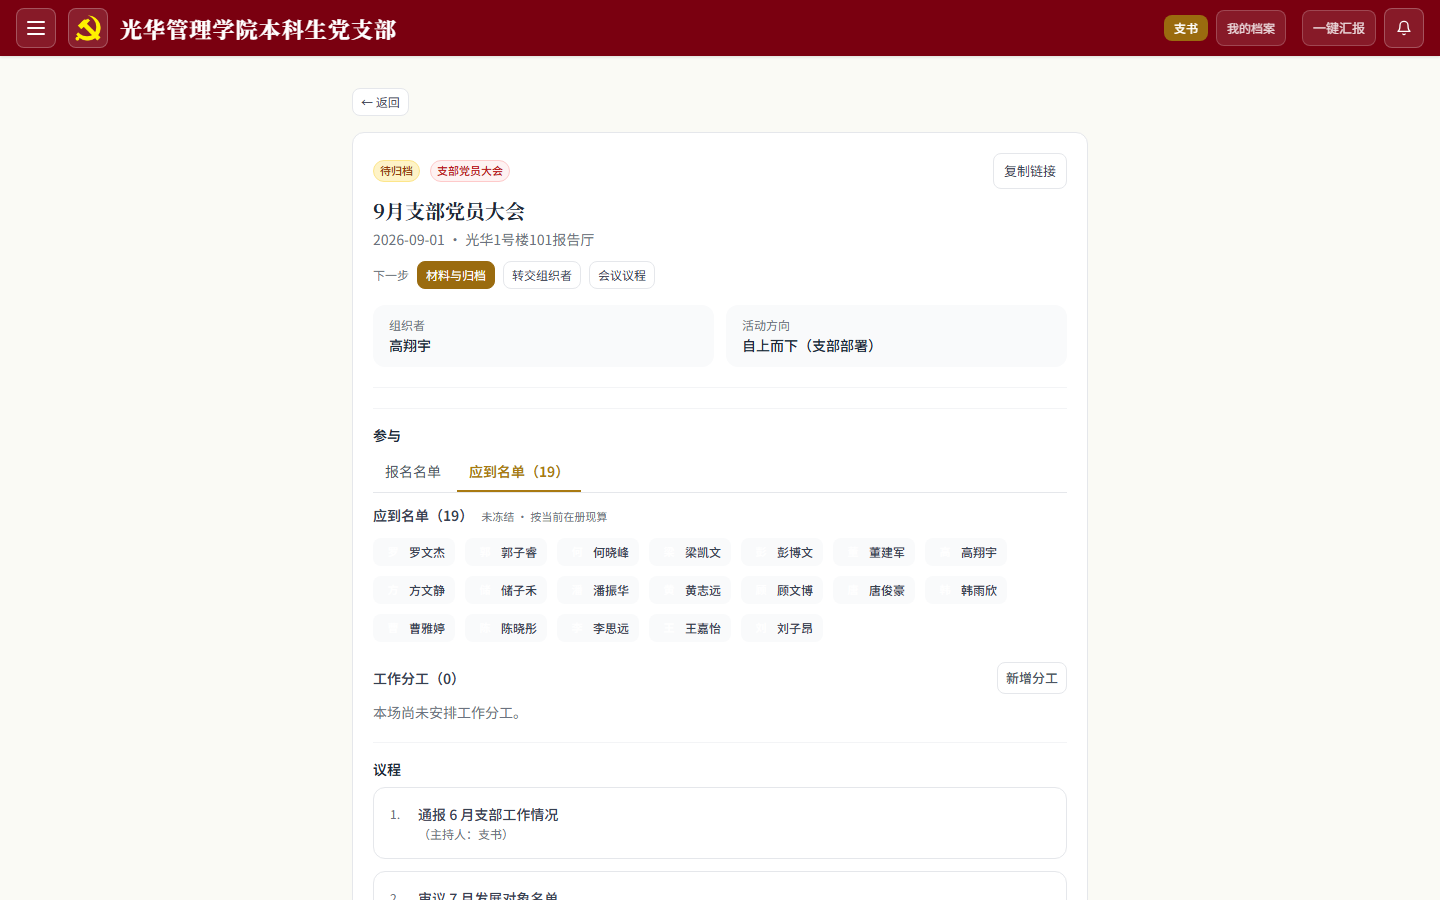 光华管理学院本科生党支部
支书
我的档案
一键汇报
← 返回
待归档
支部党员大会
复制链接
9月支部党员大会
2026-09-01 · 光华1号楼101报告厅
下一步
材料与归档
转交组织者
会议议程
组织者
高翔宇
活动方向
自上而下（支部部署）
参与
报名名单
应到名单（19）
应到名单（19） 未冻结 · 按当前在册现算
罗文杰 郭子睿 何晓峰 梁凯文 彭博文 董建军 高翔宇
方文静 储子禾 潘振华 黄志远 顾文博 唐俊豪 韩雨欣
曹雅婷 陈晓彤 李思远 王嘉怡 刘子昂
工作分工（0）
新增分工
本场尚未安排工作分工。
议程
1. 通报 6 月支部工作情况
（主持人：支书）
2. 审议 7 月发展对象名单